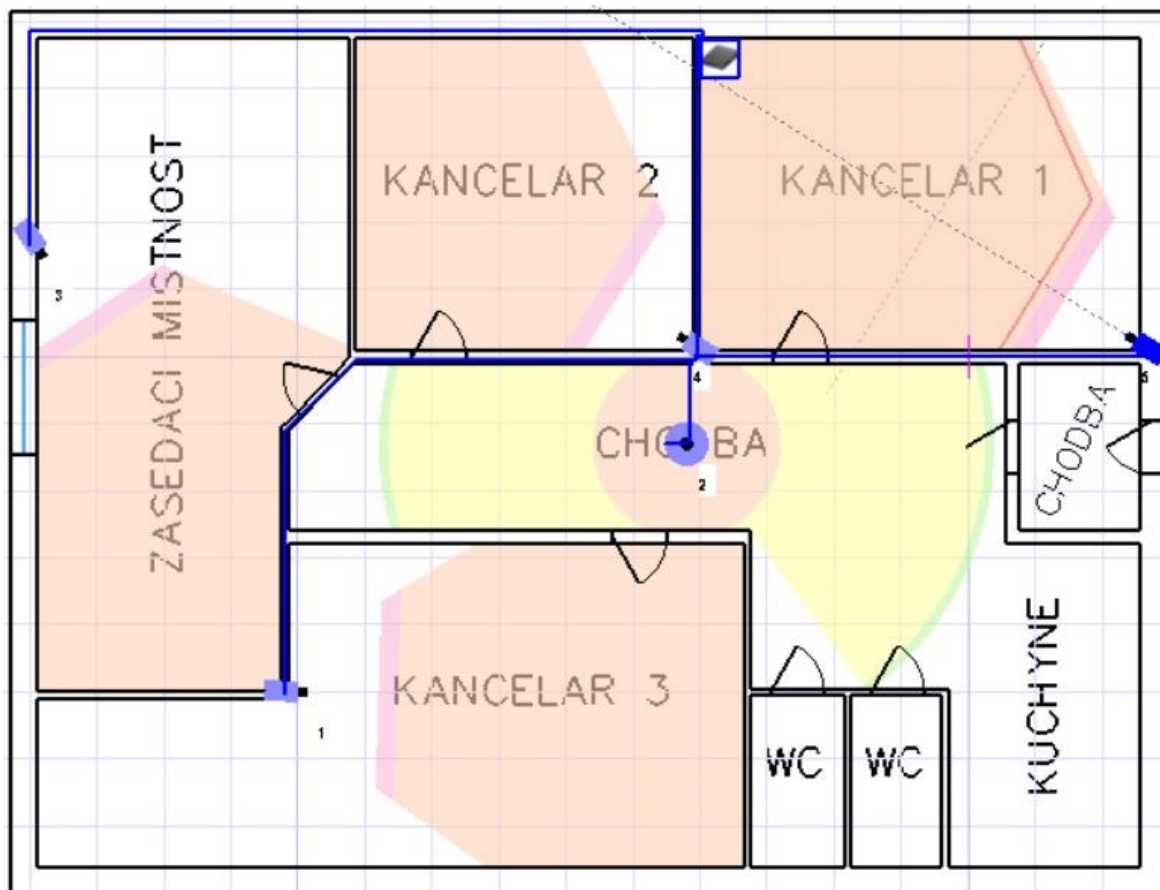 KANCELAR 2
KANCELAR 1
ZASEDACI MISTNOST
3
4
5
CHODBA
CHODBA
2
KANCELAR 3
1
WC
WC
KUCHYNE